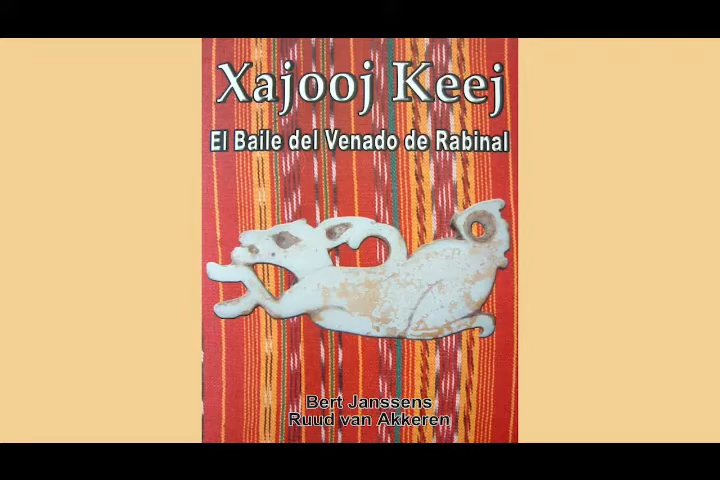 Xajooj Keej
El Baile del Venado de Rabinal
Bert Janssens
Ruud van Akkeren